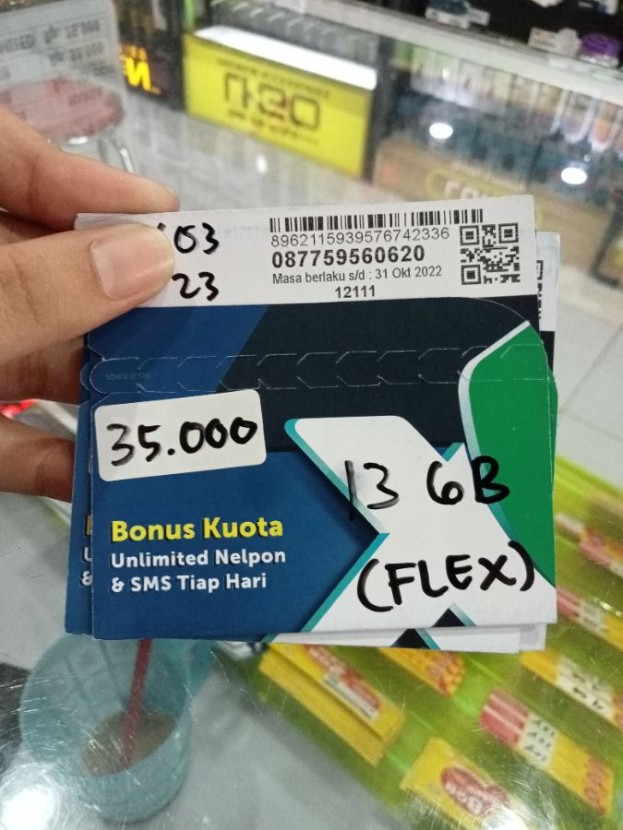 03
23
8962115939576742336
087759560620
Masa berlaku s/d : 31 Okt 2022
12111
35.000
13 GB
(FLEX)
Bonus Kuota
Unlimited Nelpon
& SMS Tiap Hari